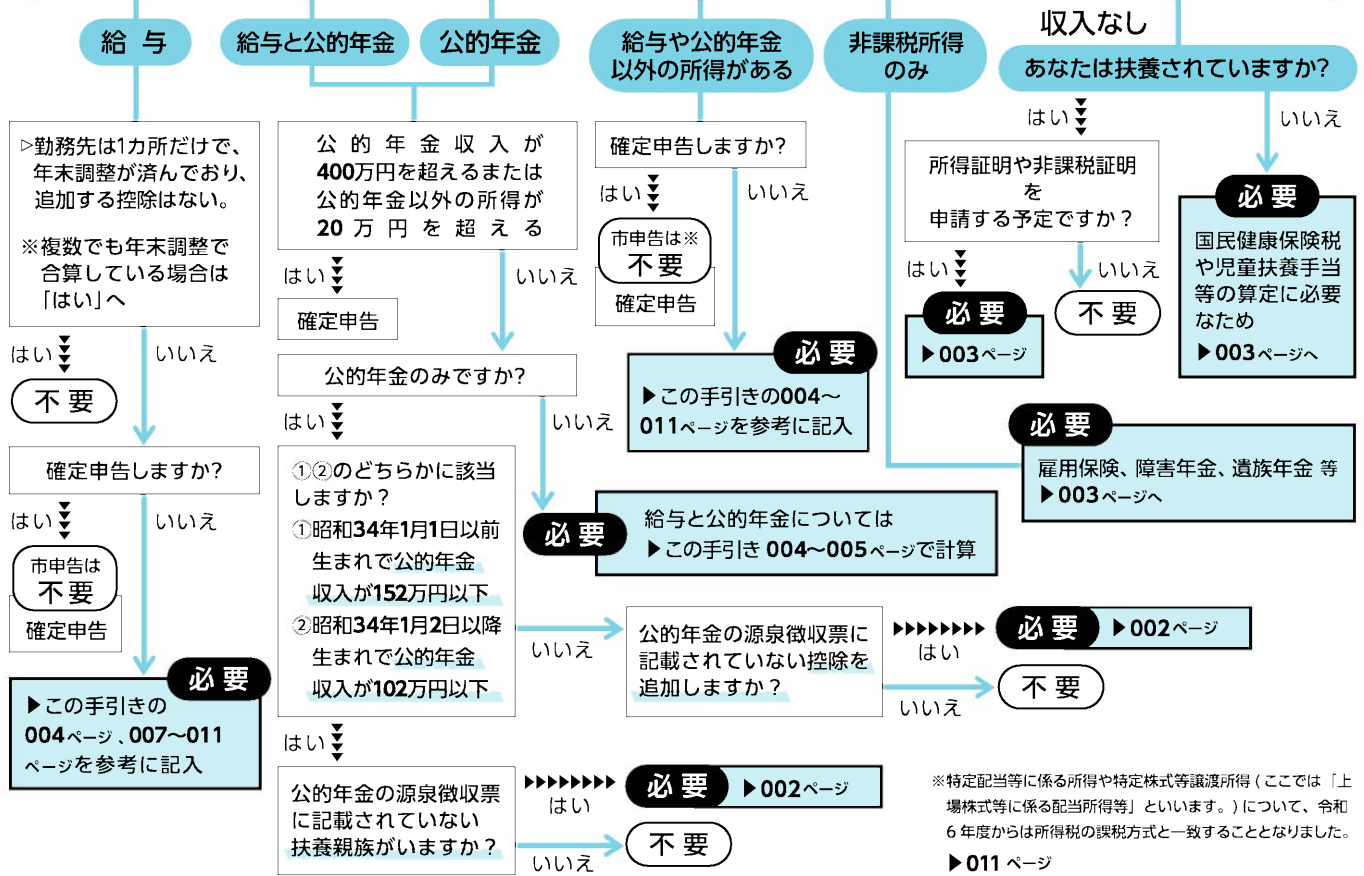 給与
給与と公的年金
公的年金
給与や公的年金
以外の所得がある
非課税所得
のみ
収入なし
あなたは扶養されていますか?
▷勤務先は1カ所だけで、
年末調整が済んでおり、
追加する控除はない。
※複数でも年末調整で
合算している場合は
「はい」へ
はい
いいえ
不要
確定申告しますか?
はい
いいえ
市申告は
不要
確定申告
必要
▶この手引きの
004ページ、007〜011
ページを参考に記入
公的年金収入が
400万円を超えるまたは
公的年金以外の所得が
20万円を超える
はい
いいえ
確定申告
公的年金のみですか?
はい
いいえ
①②のどちらかに該当
しますか?
①昭和34年1月1日以前
生まれで公的年金
収入が152万円以下
②昭和34年1月2日以降
生まれで公的年金
収入が102万円以下
はい
いいえ
公的年金の源泉徴収票
に記載されていない
扶養親族がいますか?
はい
必要
▶002ページ
いいえ
不要
必要
給与と公的年金については
▶この手引き 004〜005ページで計算
公的年金の源泉徴収票に
記載されていない控除を
追加しますか?
はい
必要
▶002ページ
いいえ
不要
確定申告しますか?
はい
いいえ
市申告は※
不要
確定申告
必要
▶この手引きの004〜
011ページを参考に記入
必要
雇用保険、障害年金、遺族年金 等
▶003ページへ
はい
いいえ
所得証明や非課税証明
を
申請する予定ですか?
はい
いいえ
必要
▶003ページ
不要
必要
国民健康保険税
や児童扶養手当
等の算定に必要
なため
▶003ページへ
※特定配当等に係る所得や特定株式等譲渡所得(ここでは「上
場株式等に係る配当所得等」といいます。)について、令和
6年度からは所得税の課税方式と一致することとなりました。
▶011 ページ